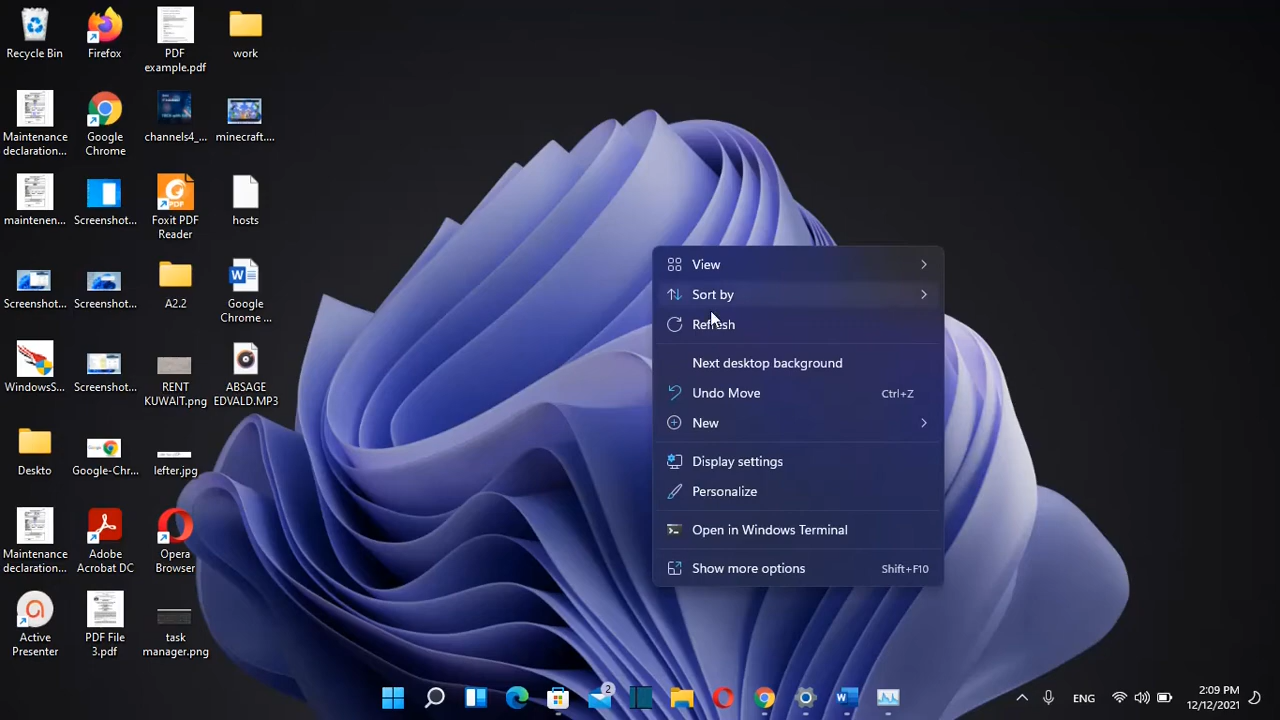 Recycle Bin
Firefox
PDF
example.pdf
work
Maintenance
declaration...
Google
Chrome
channels4_...
minecraft....
maintenen...
Screenshot...
Foxit PDF
Reader
hosts
Screenshot...
Screenshot...
A2.2
Google
Chrome ...
WindowsS...
Screenshot...
RENT
KUWAIT.png
ABSAGE
EDVALD.MP3
Deskto
Google-Chr...
lefter.jpg
Maintenance
declaration...
Adobe
Acrobat DC
Opera
Browser
Active
Presenter
PDF File
3.pdf
task
manager.png
View
Sort by
Refresh
Next desktop background
Undo Move Ctrl+Z
New
Display settings
Personalize
Open in Windows Terminal
Show more options Shift+F10
2
ENG
2:09 PM
12/12/2021